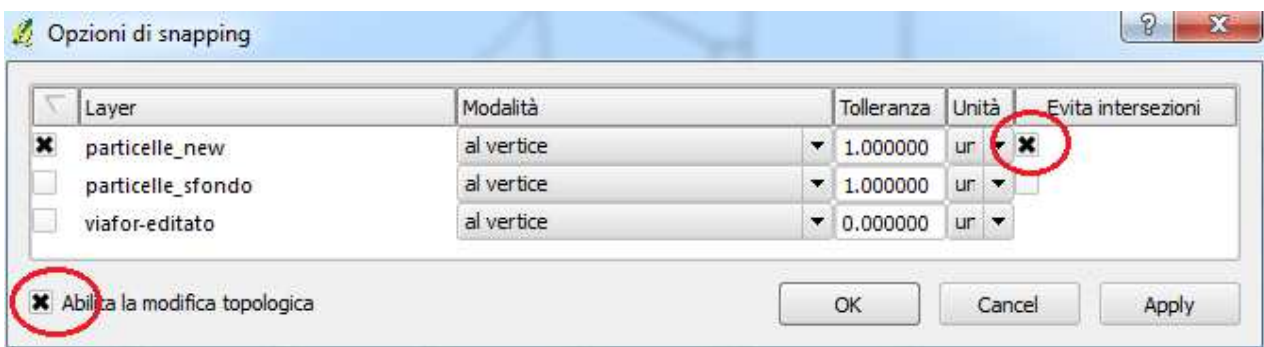 Opzioni di snapping
Layer Modalità Tolleranza Unità Evita intersezioni
particelle_new al vertice 1.000000 ur
particelle_sfondo al vertice 1.000000 ur
viafor-editato al vertice 0.000000 ur
Abilita la modifica topologica OK Cancel Apply